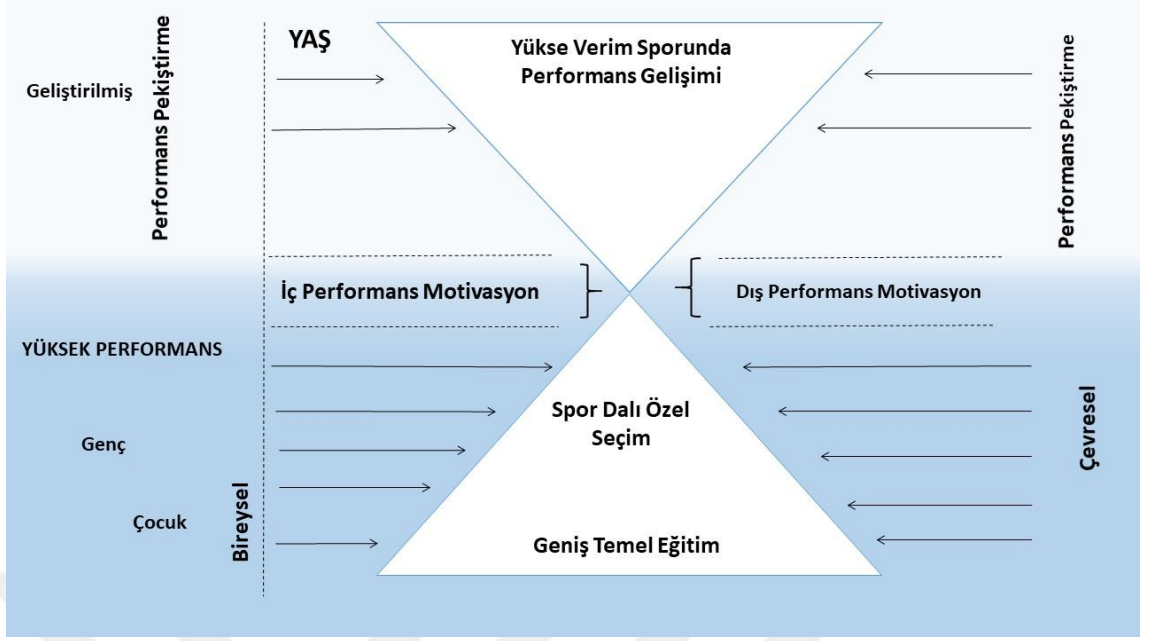 YAŞ
Yükse Verim Sporunda
Performans Gelişimi
Geliştirilmiş
Performans Pekiştirme
Performans Pekiştirme
İç Performans Motivasyon
Dış Performans Motivasyon
YÜKSEK PERFORMANS
Spor Dalı Özel
Seçim
Genç
Çevresel
Bireysel
Çocuk
Geniş Temel Eğitim